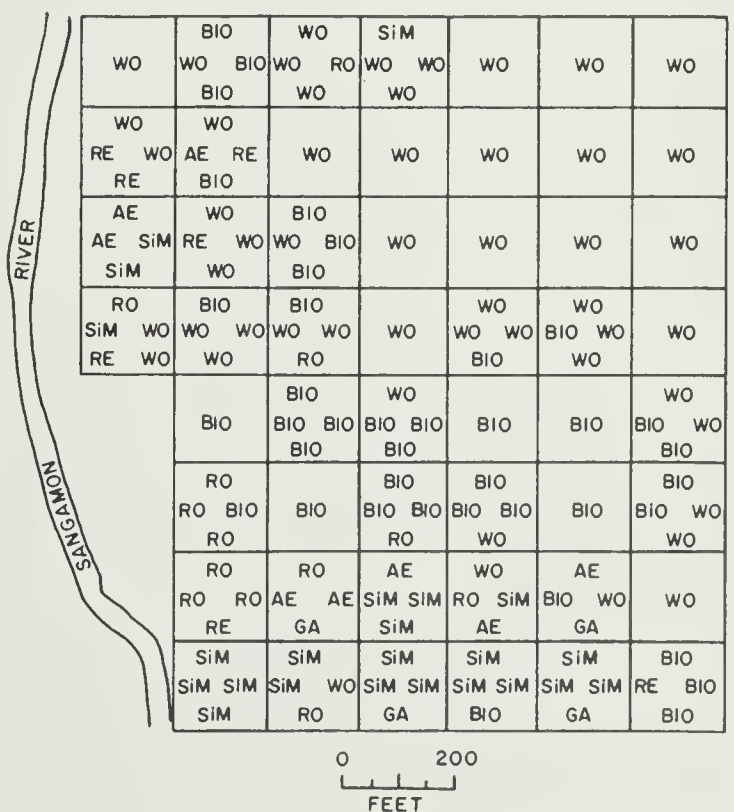 BIO WO SiM
WO WO BIO WO RO WO WO WO WO WO
BIO WO WO
WO WO
RE WO AE RE WO WO WO WO WO
RE BIO
AE WO BIO
AE SiM RE WO WO BIO WO WO WO WO
SiM WO BIO
RO BIO BIO WO WO
SiM WO WO WO WO WO WO WO WO BIO WO WO
RE WO WO RO BIO WO
BIO WO WO
BIO BIO BIO BIO BIO BIO BIO BIO WO
BIO BIO BIO
RO BIO BIO BIO
RO BIO BIO BIO BIO BIO BIO BIO BIO WO
RO RO WO WO
RO RO AE WO AE
RO RO AE AE SiM SIM RO SiM BIO WO WO
RE GA SiM AE GA
SiM SiM SiM SiM SiM BIO
SiM SIM SiM WO SiM SiM SiM SiM SiM SiM RE BIO
SiM RO GA BIO GA BIO
SANGAMON RIVER
0 200
FEET